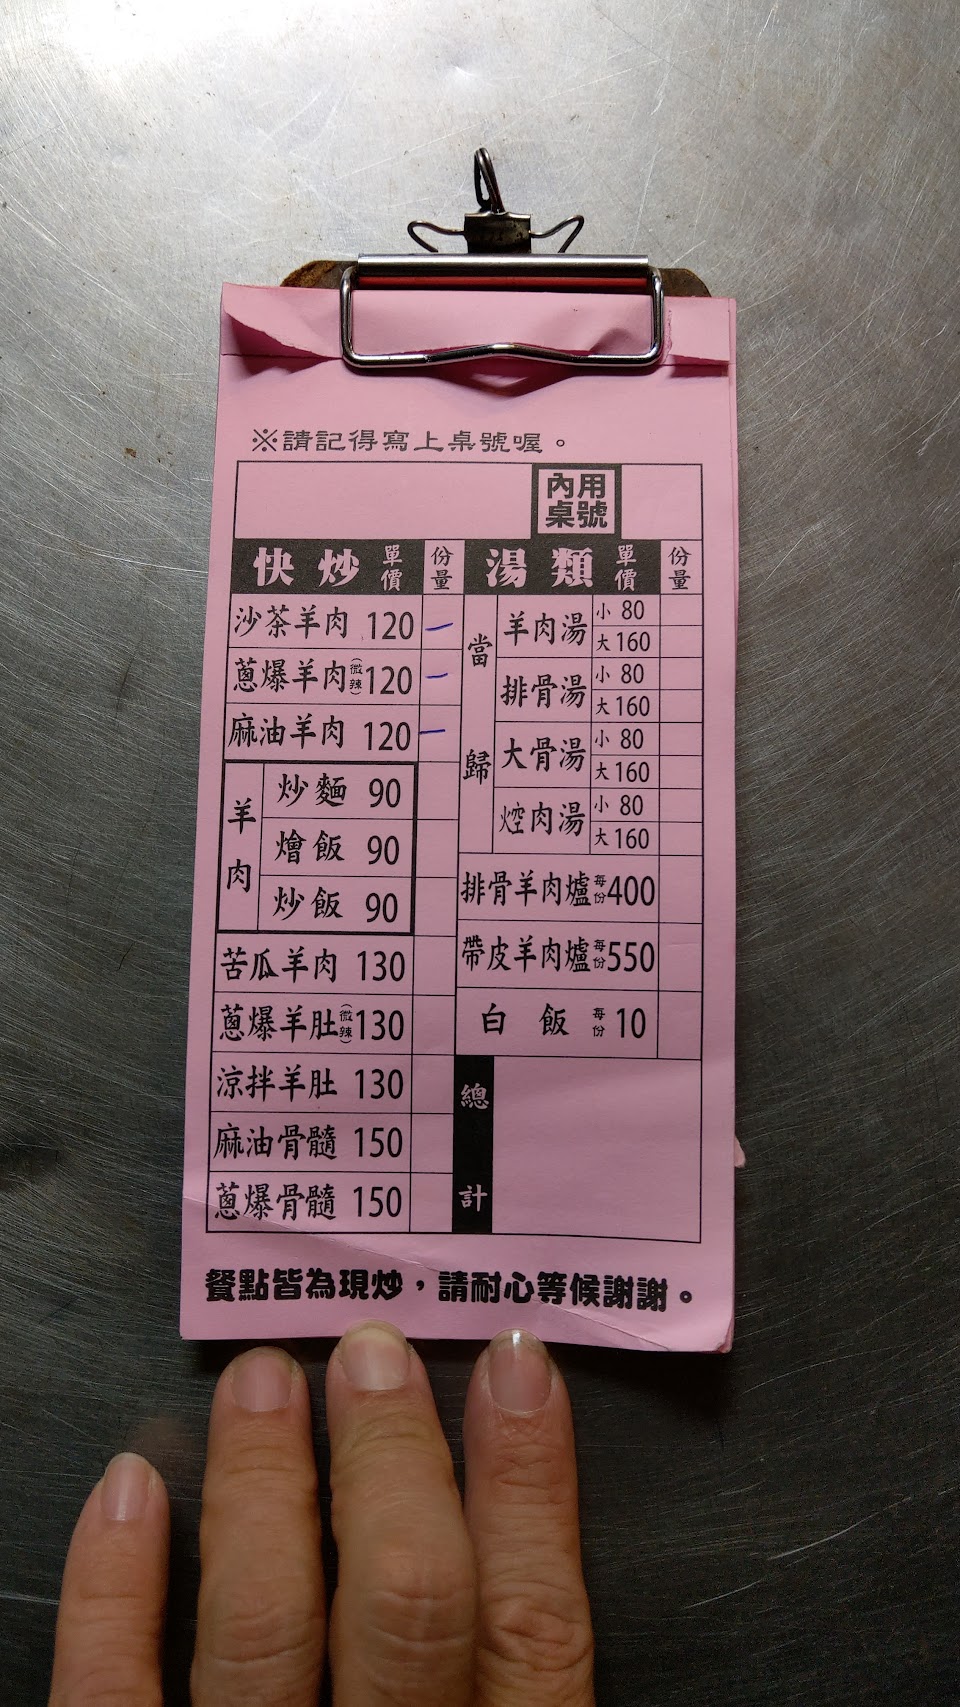 ※請記得寫上桌號喔。
內用
桌號
快炒 單價 份量
沙茶羊肉 120 一
蔥爆羊肉(微辣)120 一
麻油羊肉 120 一
羊肉
炒麵 90
燴飯 90
炒飯 90
苦瓜羊肉 130
蔥爆羊肚(微辣)130
涼拌羊肚 130
麻油骨髓 150
蔥爆骨髓 150
湯類 單價 份量
當歸
羊肉湯 小 80
大 160
排骨湯 小 80
大 160
大骨湯 小 80
大 160
焢肉湯 小 80
大 160
排骨羊肉爐 每份 400
帶皮羊肉爐 每份 550
白飯 每份 10
總計
餐點皆為現炒，請耐心等候謝謝。